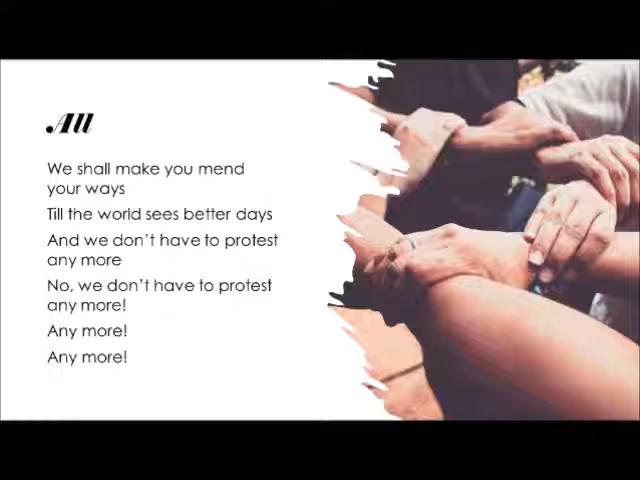 All
We shall make you mend
your ways
Till the world sees better days
And we don't have to protest
any more
No, we don't have to protest
any more!
Any more!
Any more!